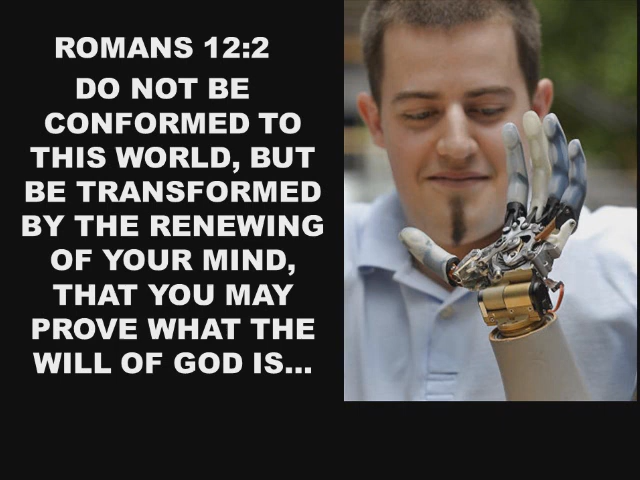 ROMANS 12:2
DO NOT BE
CONFORMED TO
THIS WORLD, BUT
BE TRANSFORMED
BY THE RENEWING
OF YOUR MIND,
THAT YOU MAY
PROVE WHAT THE
WILL OF GOD IS...